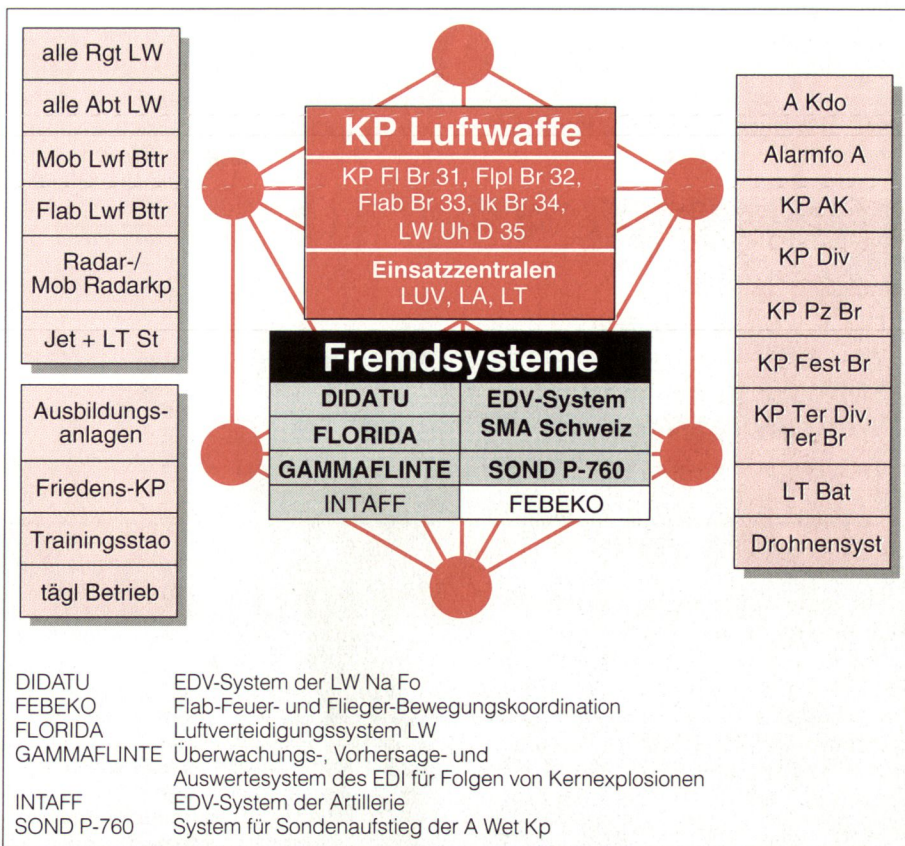 alle Rgt LW
alle Abt LW
Mob Lwf Bttr
Flab Lwf Bttr
Radar-/
Mob Radarkp
Jet + LT St
Ausbildungs-
anlagen
Friedens-KP
Trainingsstao
tägl Betrieb
KP Luftwaffe
KP Fl Br 31, Flpl Br 32,
Flab Br 33, Ik Br 34,
LW Uh D 35
Einsatzzentralen
LUV, LA, LT
Fremdsysteme
DIDATU
FLORIDA
GAMMAFLINTE
INTAFF
EDV-System
SMA Schweiz
SOND P-760
FEBEKO
A Kdo
Alarmfo A
KP AK
KP Div
KP Pz Br
KP Fest Br
KP Ter Div,
Ter Br
LT Bat
Drohnensyst
DIDATU EDV-System der LW Na Fo
FEBEKO Flab-Feuer- und Flieger-Bewegungskoordination
FLORIDA Luftverteidigungssystem LW
GAMMAFLINTE Überwachungs-, Vorhersage- und
Auswertesystem des EDI für Folgen von Kernexplosionen
INTAFF EDV-System der Artillerie
SOND P-760 System für Sondenaufstieg der A Wet Kp